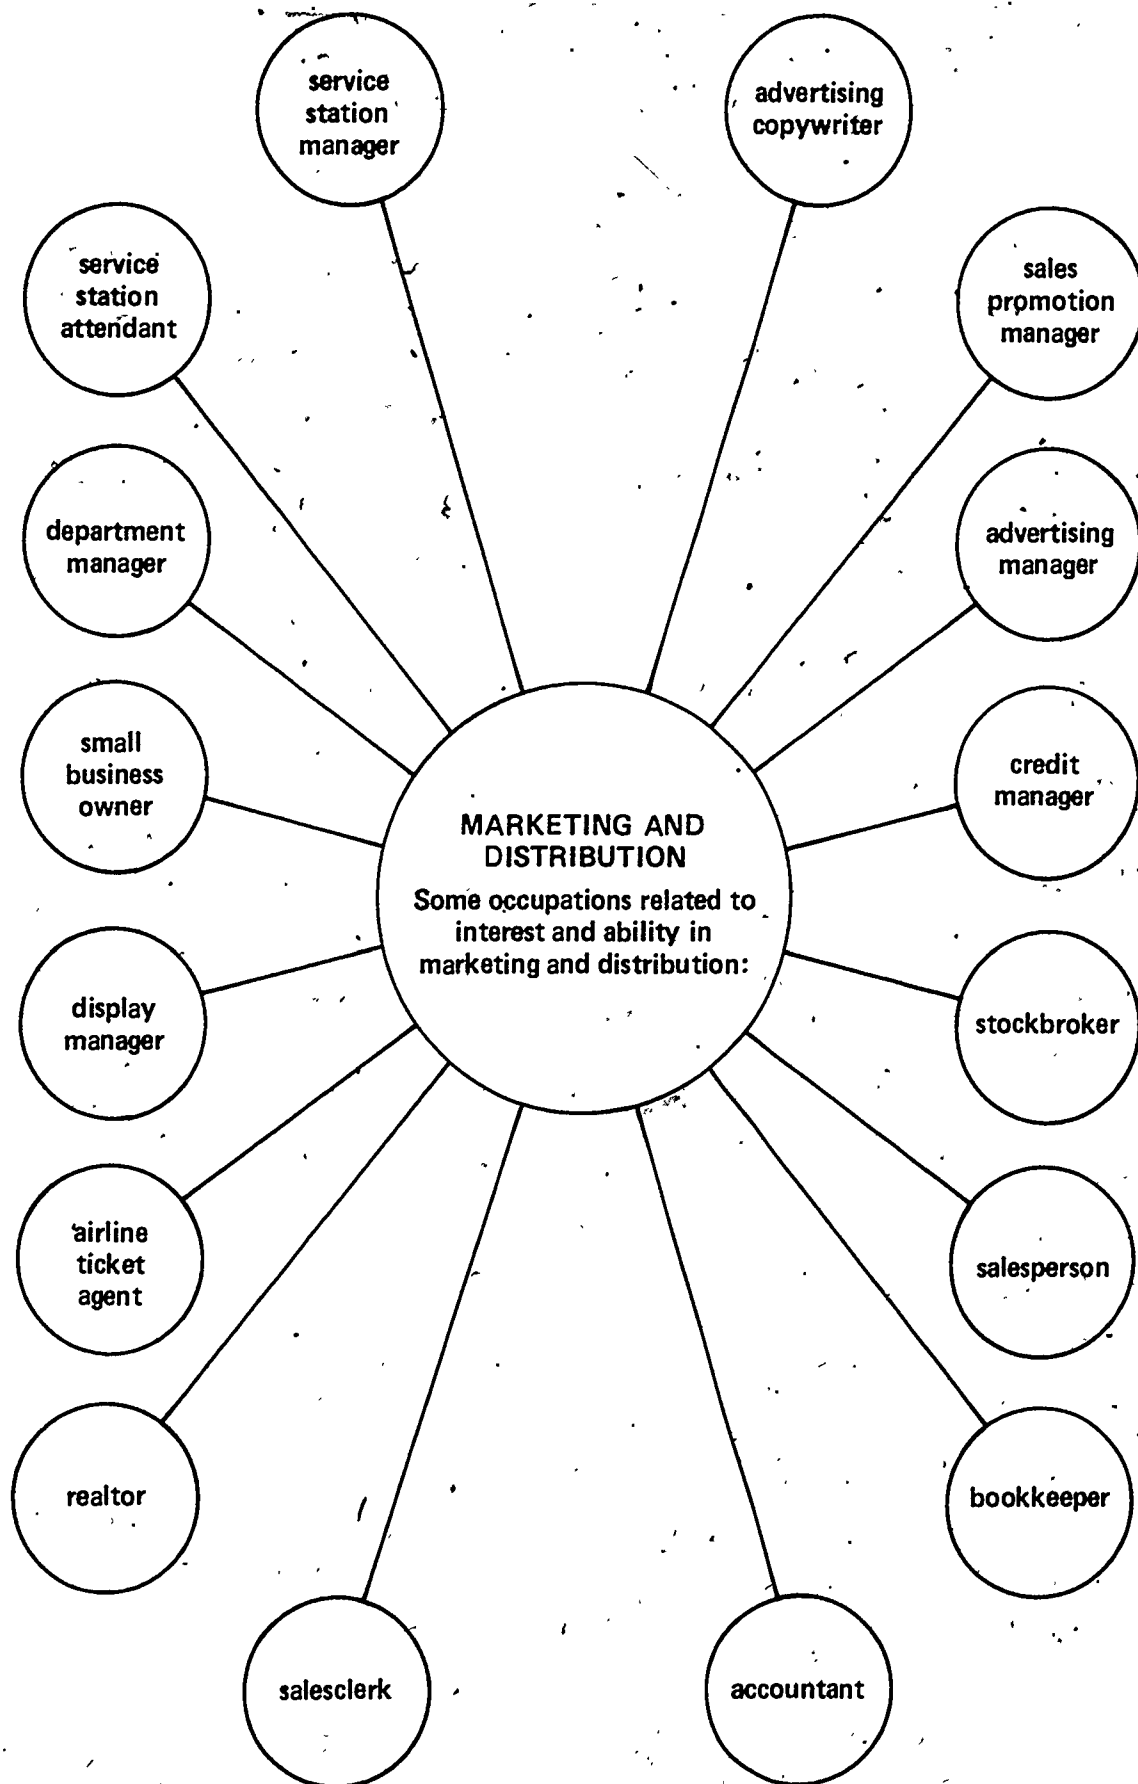 service
station
manager
advertising
copywriter
service
station
attendant
sales
promotion
manager
department
manager
advertising
manager
small
business
owner
credit
manager
MARKETING AND
DISTRIBUTION
Some occupations related to
interest and ability in
marketing and distribution:
display
manager
stockbroker
airline
ticket
agent
salesperson
realtor
bookkeeper
salesclerk
accountant